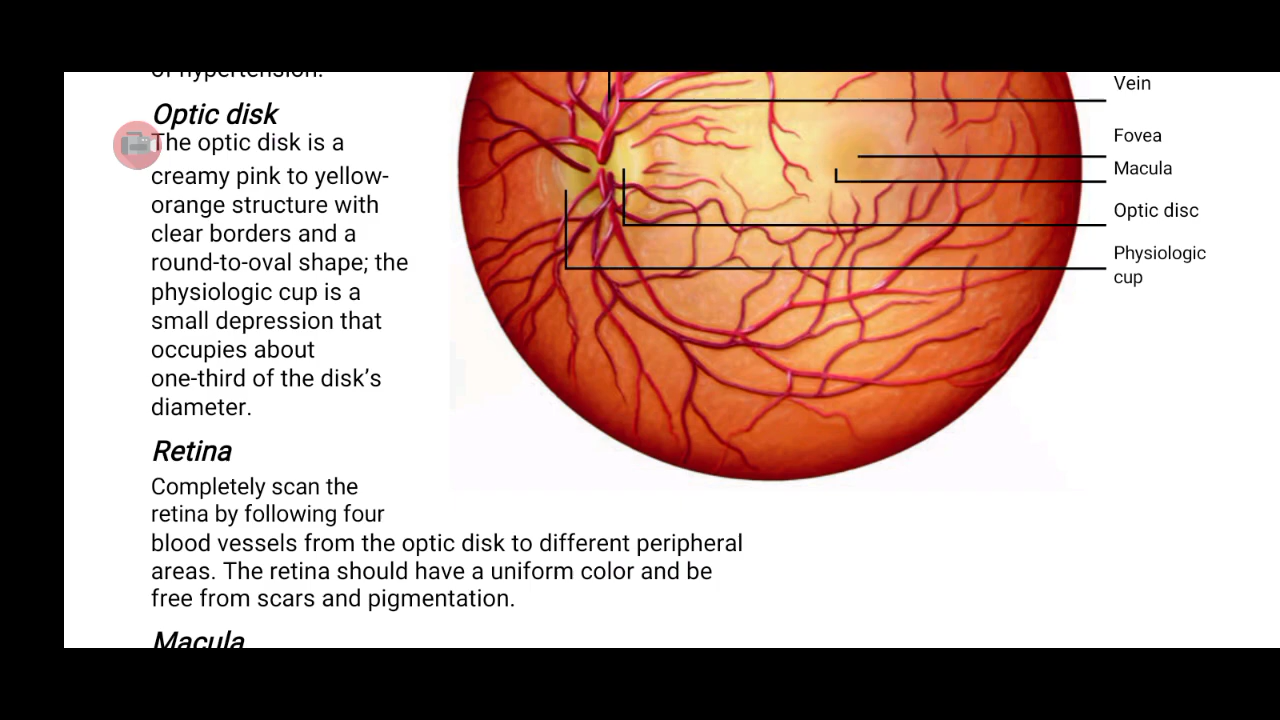 of hypertension.
Optic disk
The optic disk is a
creamy pink to yellow-
orange structure with
clear borders and a
round-to-oval shape; the
physiologic cup is a
small depression that
occupies about
one-third of the disk’s
diameter.
Retina
Completely scan the
retina by following four
blood vessels from the optic disk to different peripheral
areas. The retina should have a uniform color and be
free from scars and pigmentation.
Macula
Vein
Fovea
Macula
Optic disc
Physiologic
cup